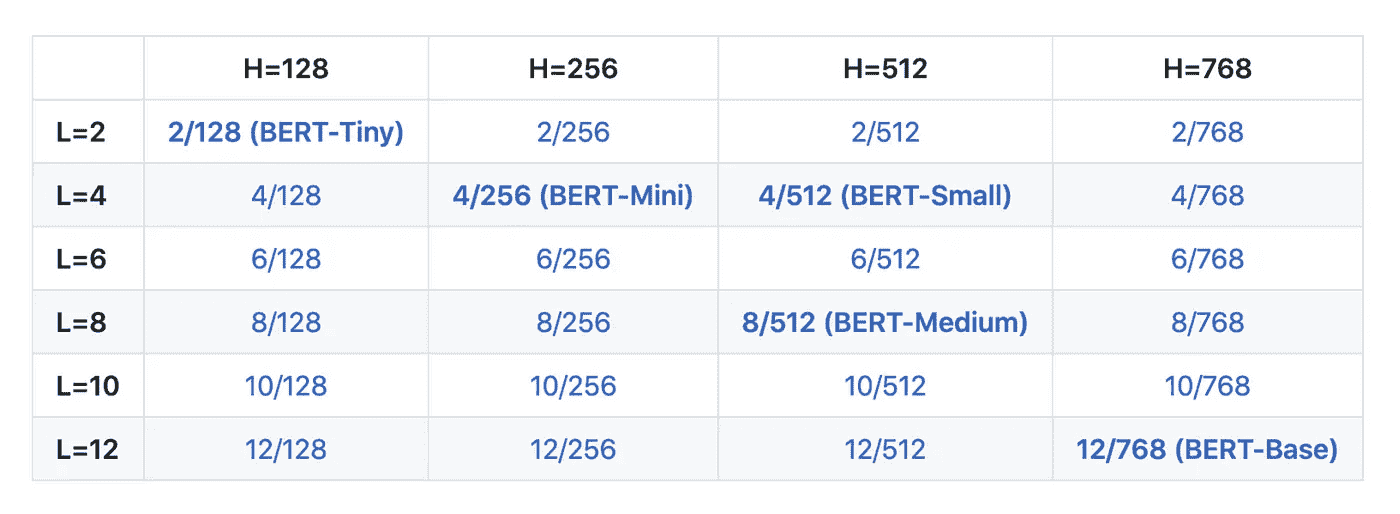 H=128 H=256 H=512 H=768
L=2 2/128 (BERT-Tiny) 2/256 2/512 2/768
L=4 4/128 4/256 (BERT-Mini) 4/512 (BERT-Small) 4/768
L=6 6/128 6/256 6/512 6/768
L=8 8/128 8/256 8/512 (BERT-Medium) 8/768
L=10 10/128 10/256 10/512 10/768
L=12 12/128 12/256 12/512 12/768 (BERT-Base)